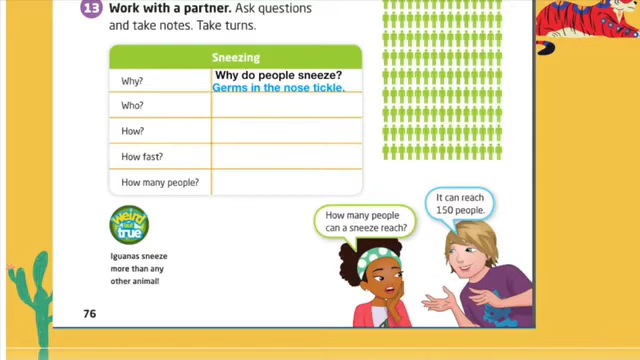 13 Work with a partner. Ask questions
and take notes. Take turns.
Sneezing
Why? Why do people sneeze?
Germs in the nose tickle.
Who?
How?
How fast?
How many people?
How many people
can a sneeze reach?
It can reach
150 people.
weird
but
true
Iguanas sneeze
more than any
other animal!
76